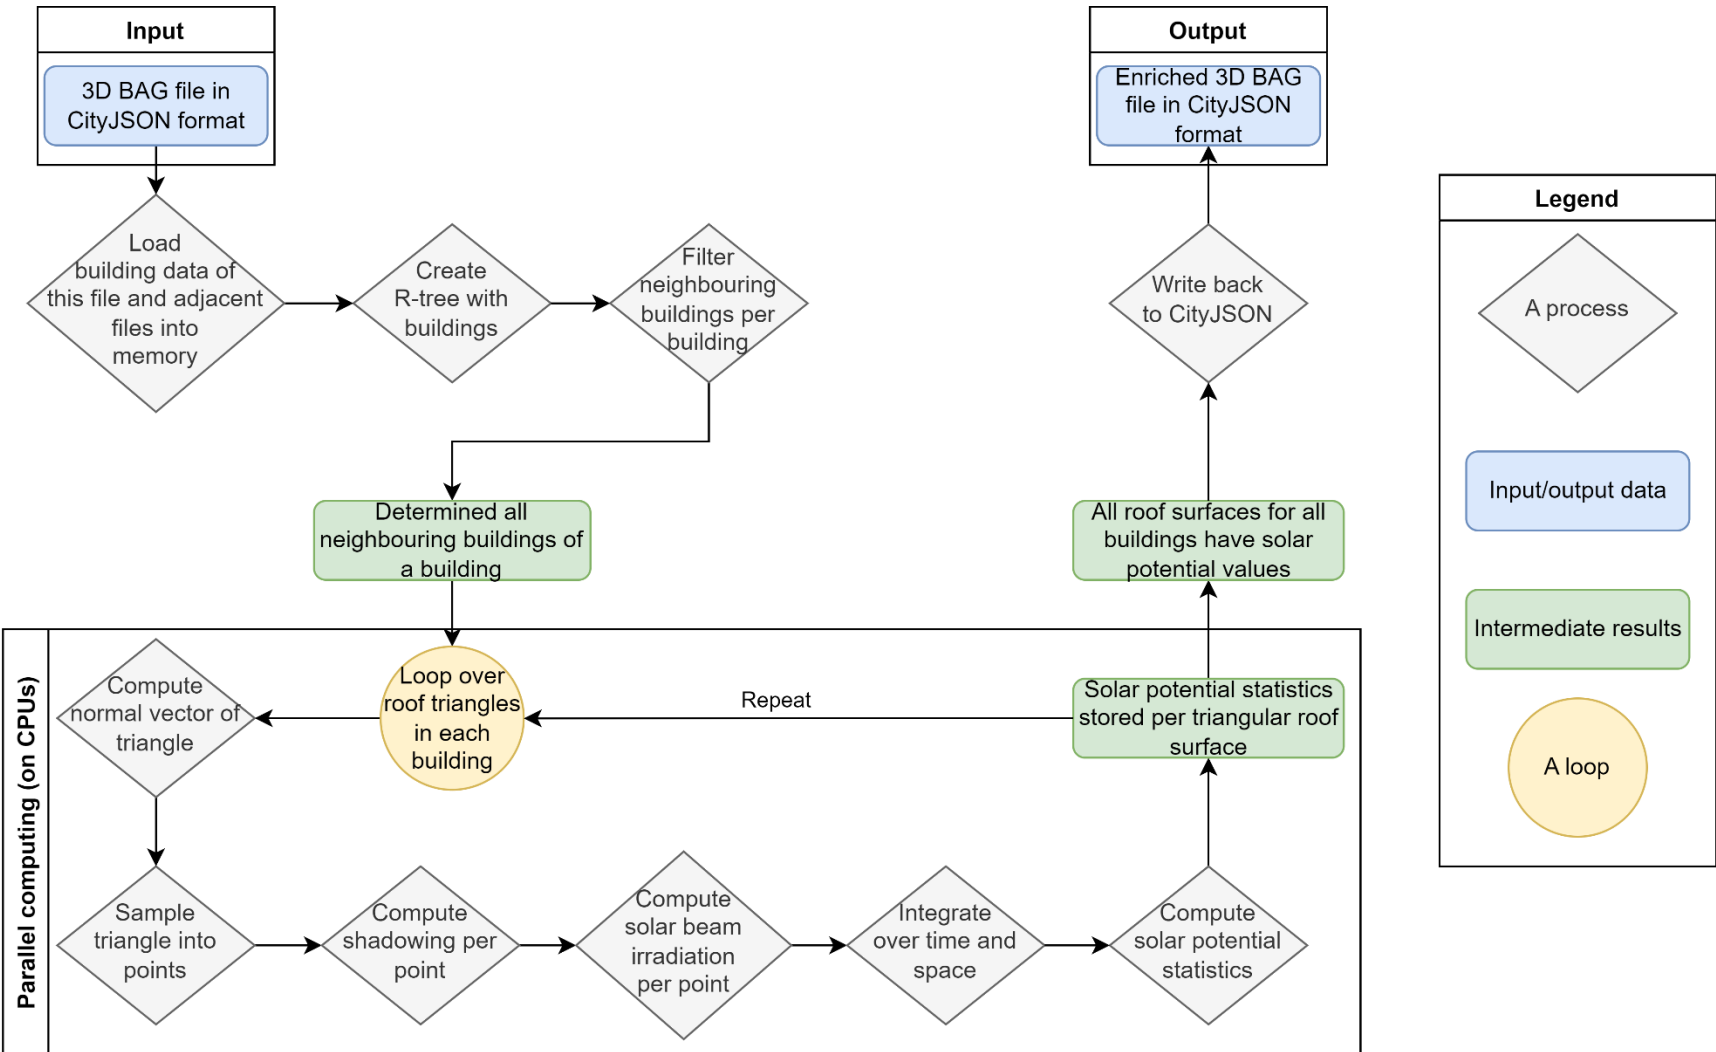 Input
3D BAG file in
CityJSON format
Load
building data of
this file and adjacent
files into
memory
Create
R-tree with
buildings
Filter
neighbouring
buildings per
building
Determined all
neighbouring buildings of
a building
Parallel computing (on CPUs)
Loop over
roof triangles
in each
building
Compute
normal vector of
triangle
Sample
triangle into
points
Compute
shadowing per
point
Compute
solar beam
irradiation
per point
Integrate
over time and
space
Compute
solar potential
statistics
Solar potential statistics
stored per triangular roof
surface
Repeat
All roof surfaces for all
buildings have solar
potential values
Write back
to CityJSON
Output
Enriched 3D BAG
file in CityJSON
format
Legend
A process
Input/output data
Intermediate results
A loop